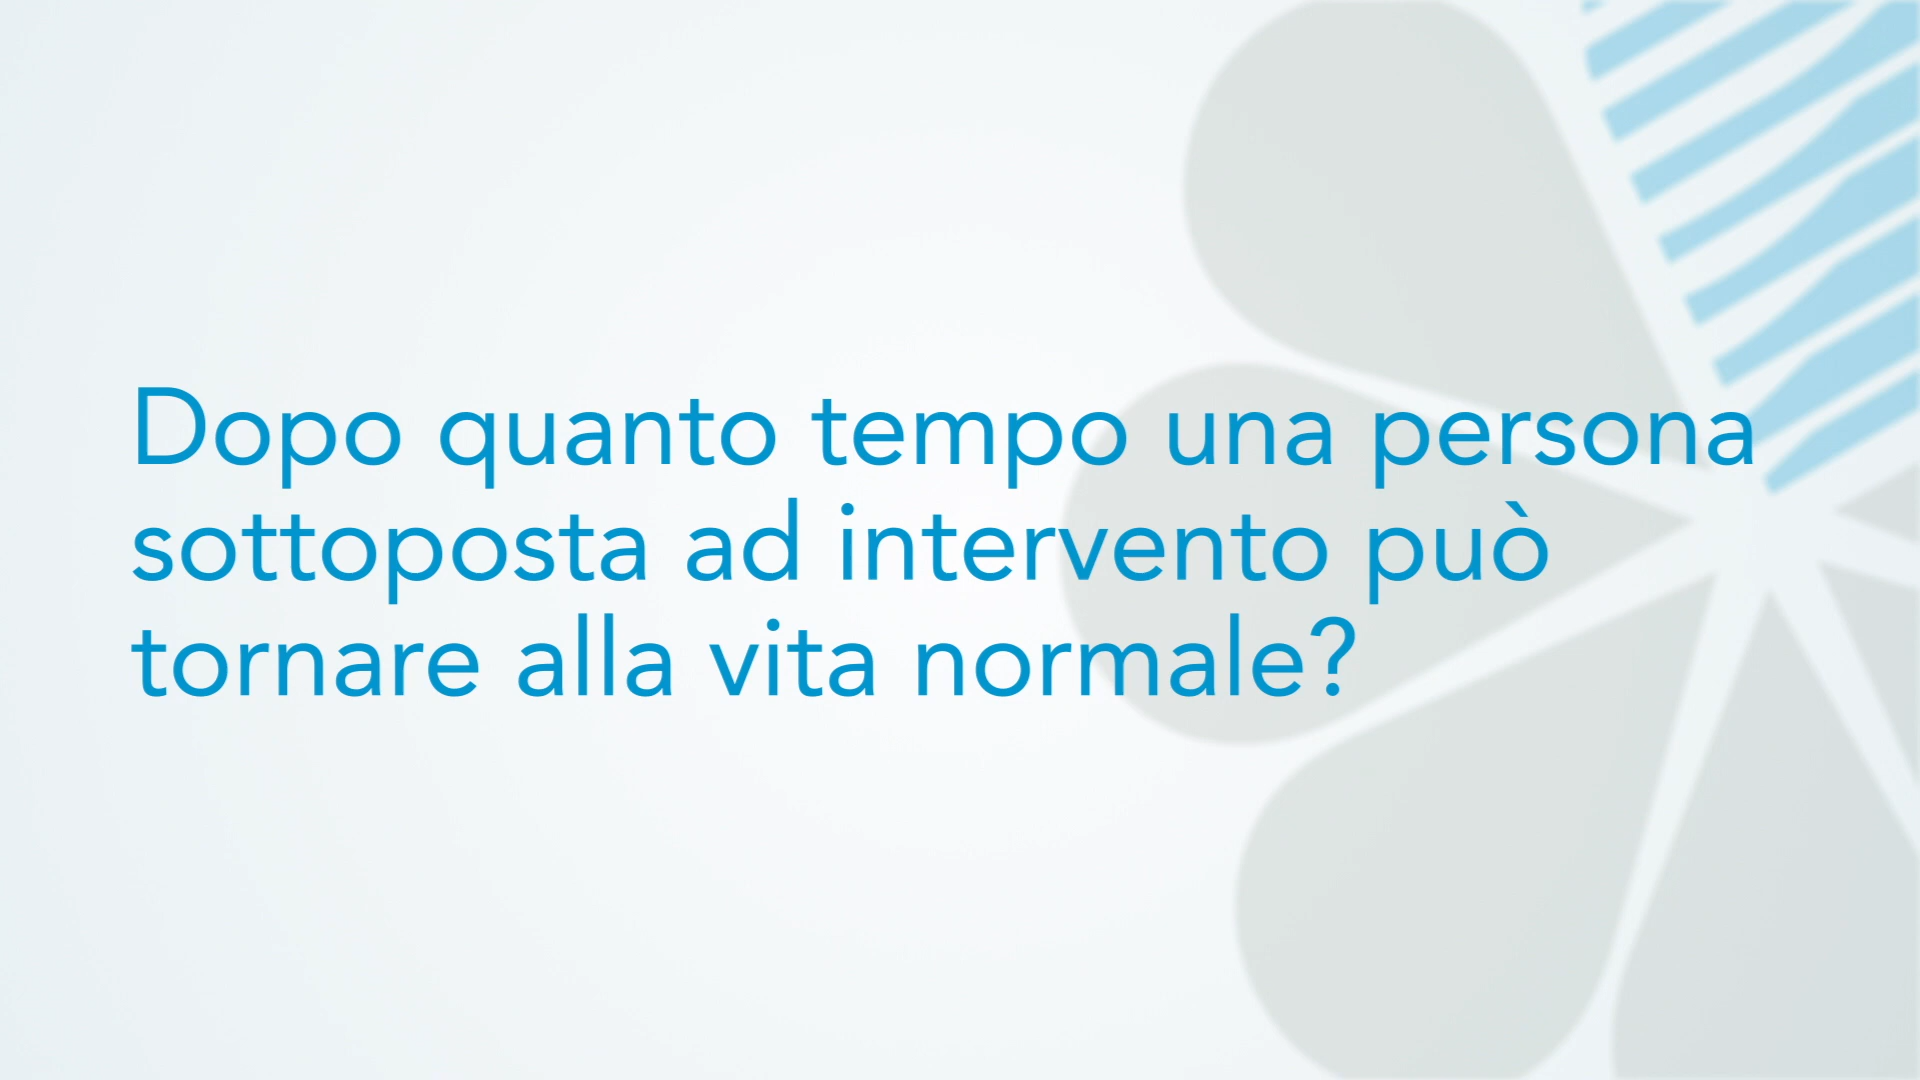 Dopo quanto tempo una persona
sottoposta ad intervento può
tornare alla vita normale?